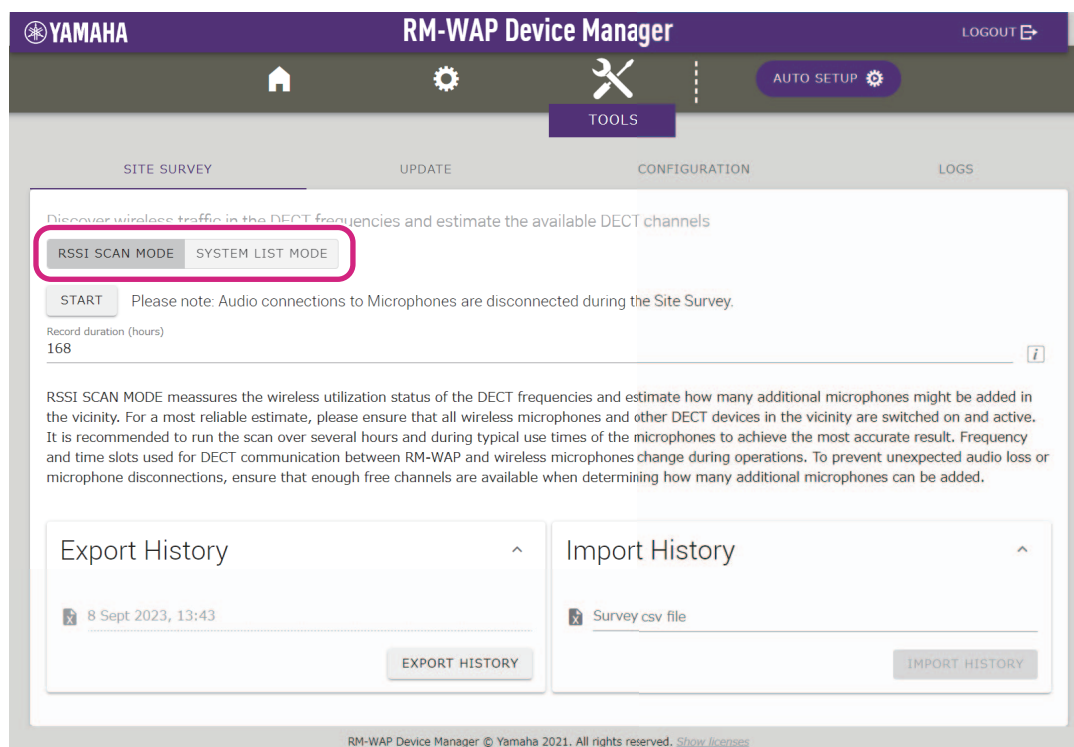 YAMAHA
RM-WAP Device Manager
LOGOUT
AUTO SETUP
TOOLS
SITE SURVEY
UPDATE
CONFIGURATION
LOGS
Discover wireless traffic in the DECT frequencies and estimate the available DECT channels
RSSI SCAN MODE
SYSTEM LIST MODE
START
Please note: Audio connections to Microphones are disconnected during the Site Survey.
Record duration (hours)
168
i
RSSI SCAN MODE meassures the wireless utilization status of the DECT frequencies and estimate how many additional microphones might be added in
the vicinity. For a most reliable estimate, please ensure that all wireless microphones and other DECT devices in the vicinity are switched on and active.
It is recommended to run the scan over several hours and during typical use times of the microphones to achieve the most accurate result. Frequency
and time slots used for DECT communication between RM-WAP and wireless microphones change during operations. To prevent unexpected audio loss or
microphone disconnections, ensure that enough free channels are available when determining how many additional microphones can be added.
Export History
8 Sept 2023, 13:43
EXPORT HISTORY
Import History
Survey csv file
IMPORT HISTORY
RM-WAP Device Manager © Yamaha 2021. All rights reserved. Show licenses